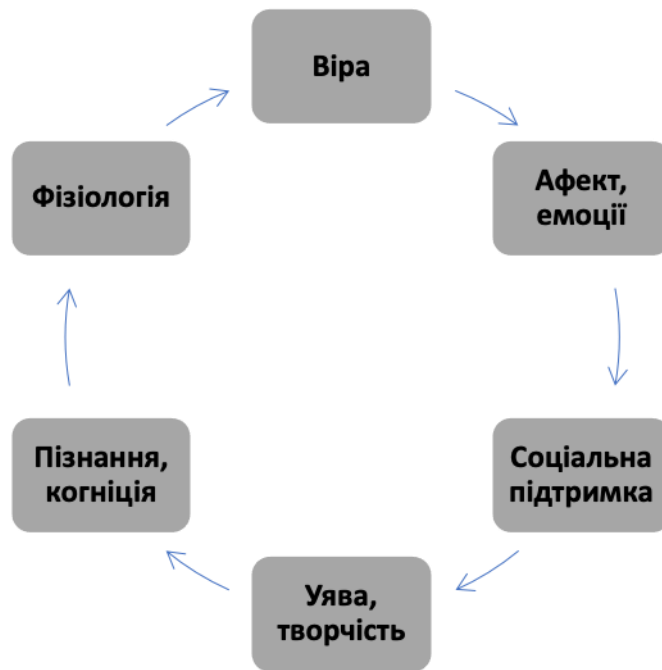 Віра
Афект,
емоції
Соціальна
підтримка
Уява,
творчість
Пізнання,
когніція
Фізіологія